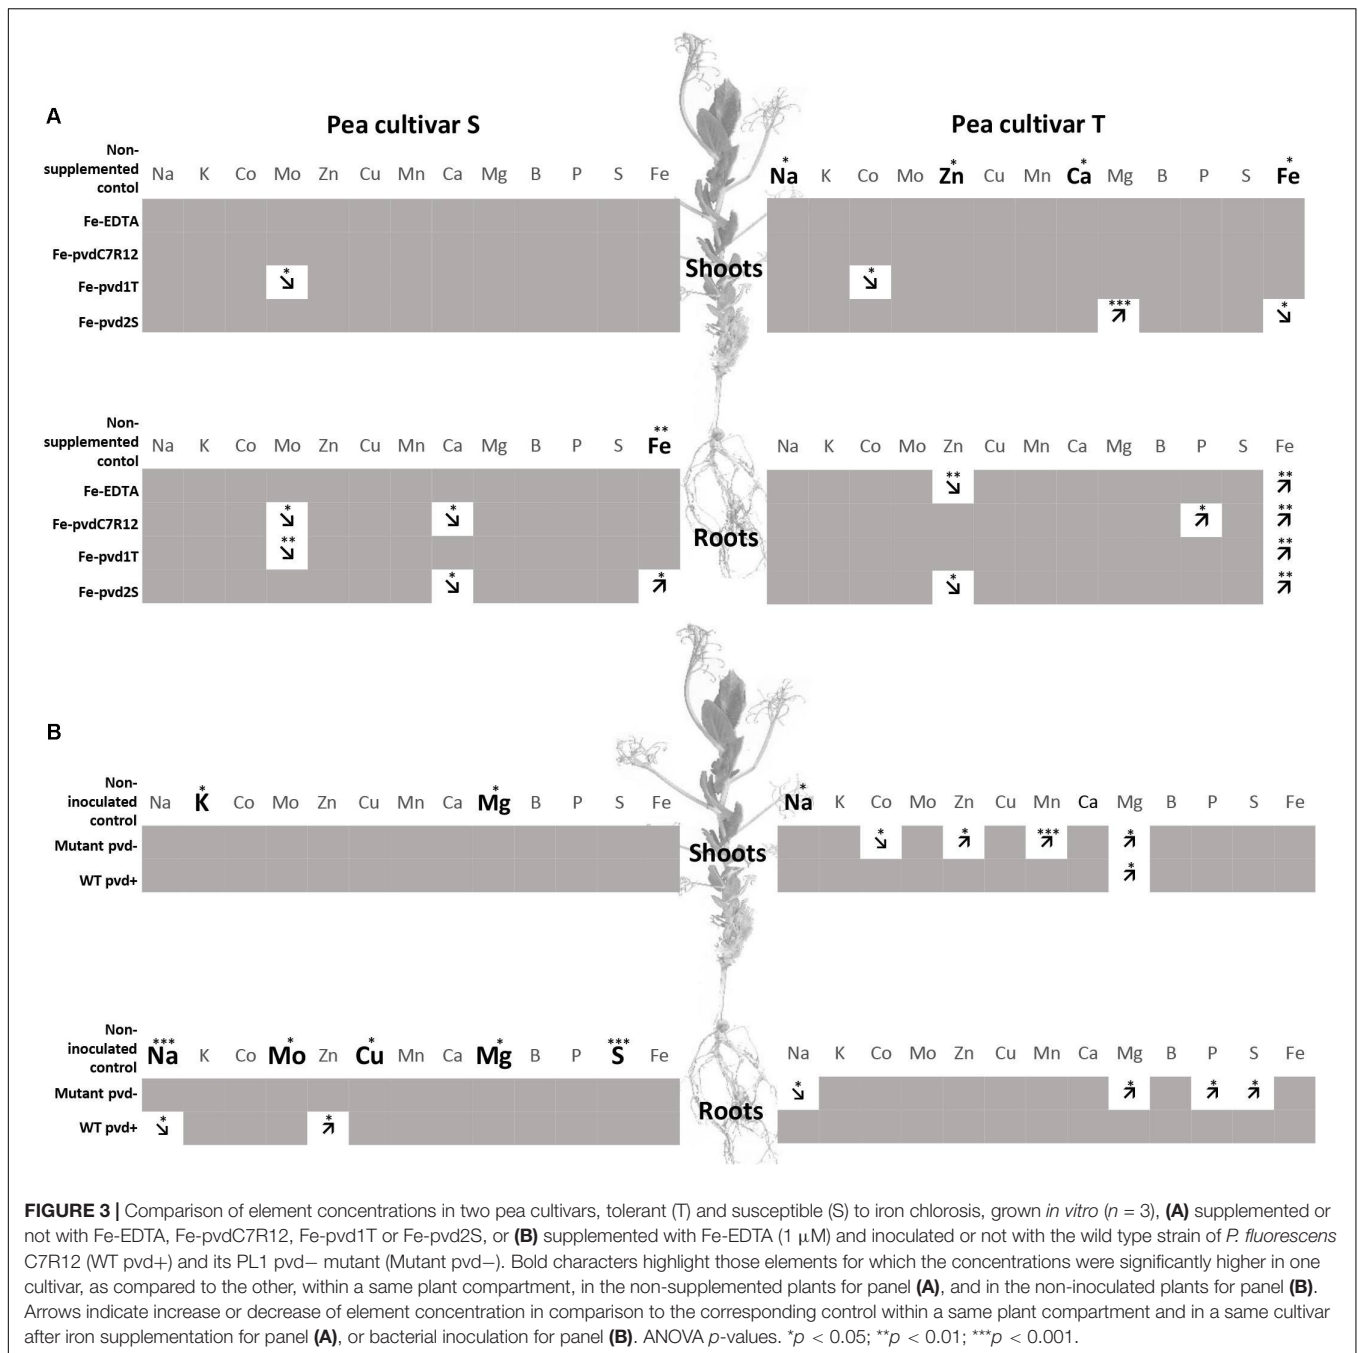 A
Pea cultivar S
Pea cultivar T
Non-
supplemented
contol
Na K Co Mo Zn Cu Mn Ca Mg B P S Fe
* * * *
Na K Co Mo Zn Cu Mn Ca Mg B P S Fe
Fe-EDTA
Fe-pvdC7R12
Shoots
Fe-pvd1T
* ↘
* ↘
Fe-pvd2S
*** ↗ * ↘
Non-
supplemented
contol
**
Na K Co Mo Zn Cu Mn Ca Mg B P S Fe
Na K Co Mo Zn Cu Mn Ca Mg B P S Fe
Fe-EDTA
** ↘ ** ↗
Fe-pvdC7R12
* ↘ * ↘
* ↗ ** ↗
Roots
Fe-pvd1T
** ↘
** ↗
Fe-pvd2S
* ↘ * ↗
* ↘ ** ↗
B
Non-
inoculated
control
* *
Na K Co Mo Zn Cu Mn Ca Mg B P S Fe
*
Na K Co Mo Zn Cu Mn Ca Mg B P S Fe
Mutant pvd-
Shoots
* ↘ * ↗ *** ↗ * ↗
WT pvd+
* ↗
Non-
inoculated
control
*** * * * ***
Na K Co Mo Zn Cu Mn Ca Mg B P S Fe
Na K Co Mo Zn Cu Mn Ca Mg B P S Fe
Mutant pvd-
Roots
* ↘ * ↗ * ↗ * ↗
WT pvd+
* ↘ * ↗
FIGURE 3 | Comparison of element concentrations in two pea cultivars, tolerant (T) and susceptible (S) to iron chlorosis, grown in vitro (n = 3), (A) supplemented or
not with Fe-EDTA, Fe-pvdC7R12, Fe-pvd1T or Fe-pvd2S, or (B) supplemented with Fe-EDTA (1 μM) and inoculated or not with the wild type strain of P. fluorescens
C7R12 (WT pvd+) and its PL1 pvd− mutant (Mutant pvd−). Bold characters highlight those elements for which the concentrations were significantly higher in one
cultivar, as compared to the other, within a same plant compartment, in the non-supplemented plants for panel (A), and in the non-inoculated plants for panel (B).
Arrows indicate increase or decrease of element concentration in comparison to the corresponding control within a same plant compartment and in a same cultivar
after iron supplementation for panel (A), or bacterial inoculation for panel (B). ANOVA p-values. *p < 0.05; **p < 0.01; ***p < 0.001.